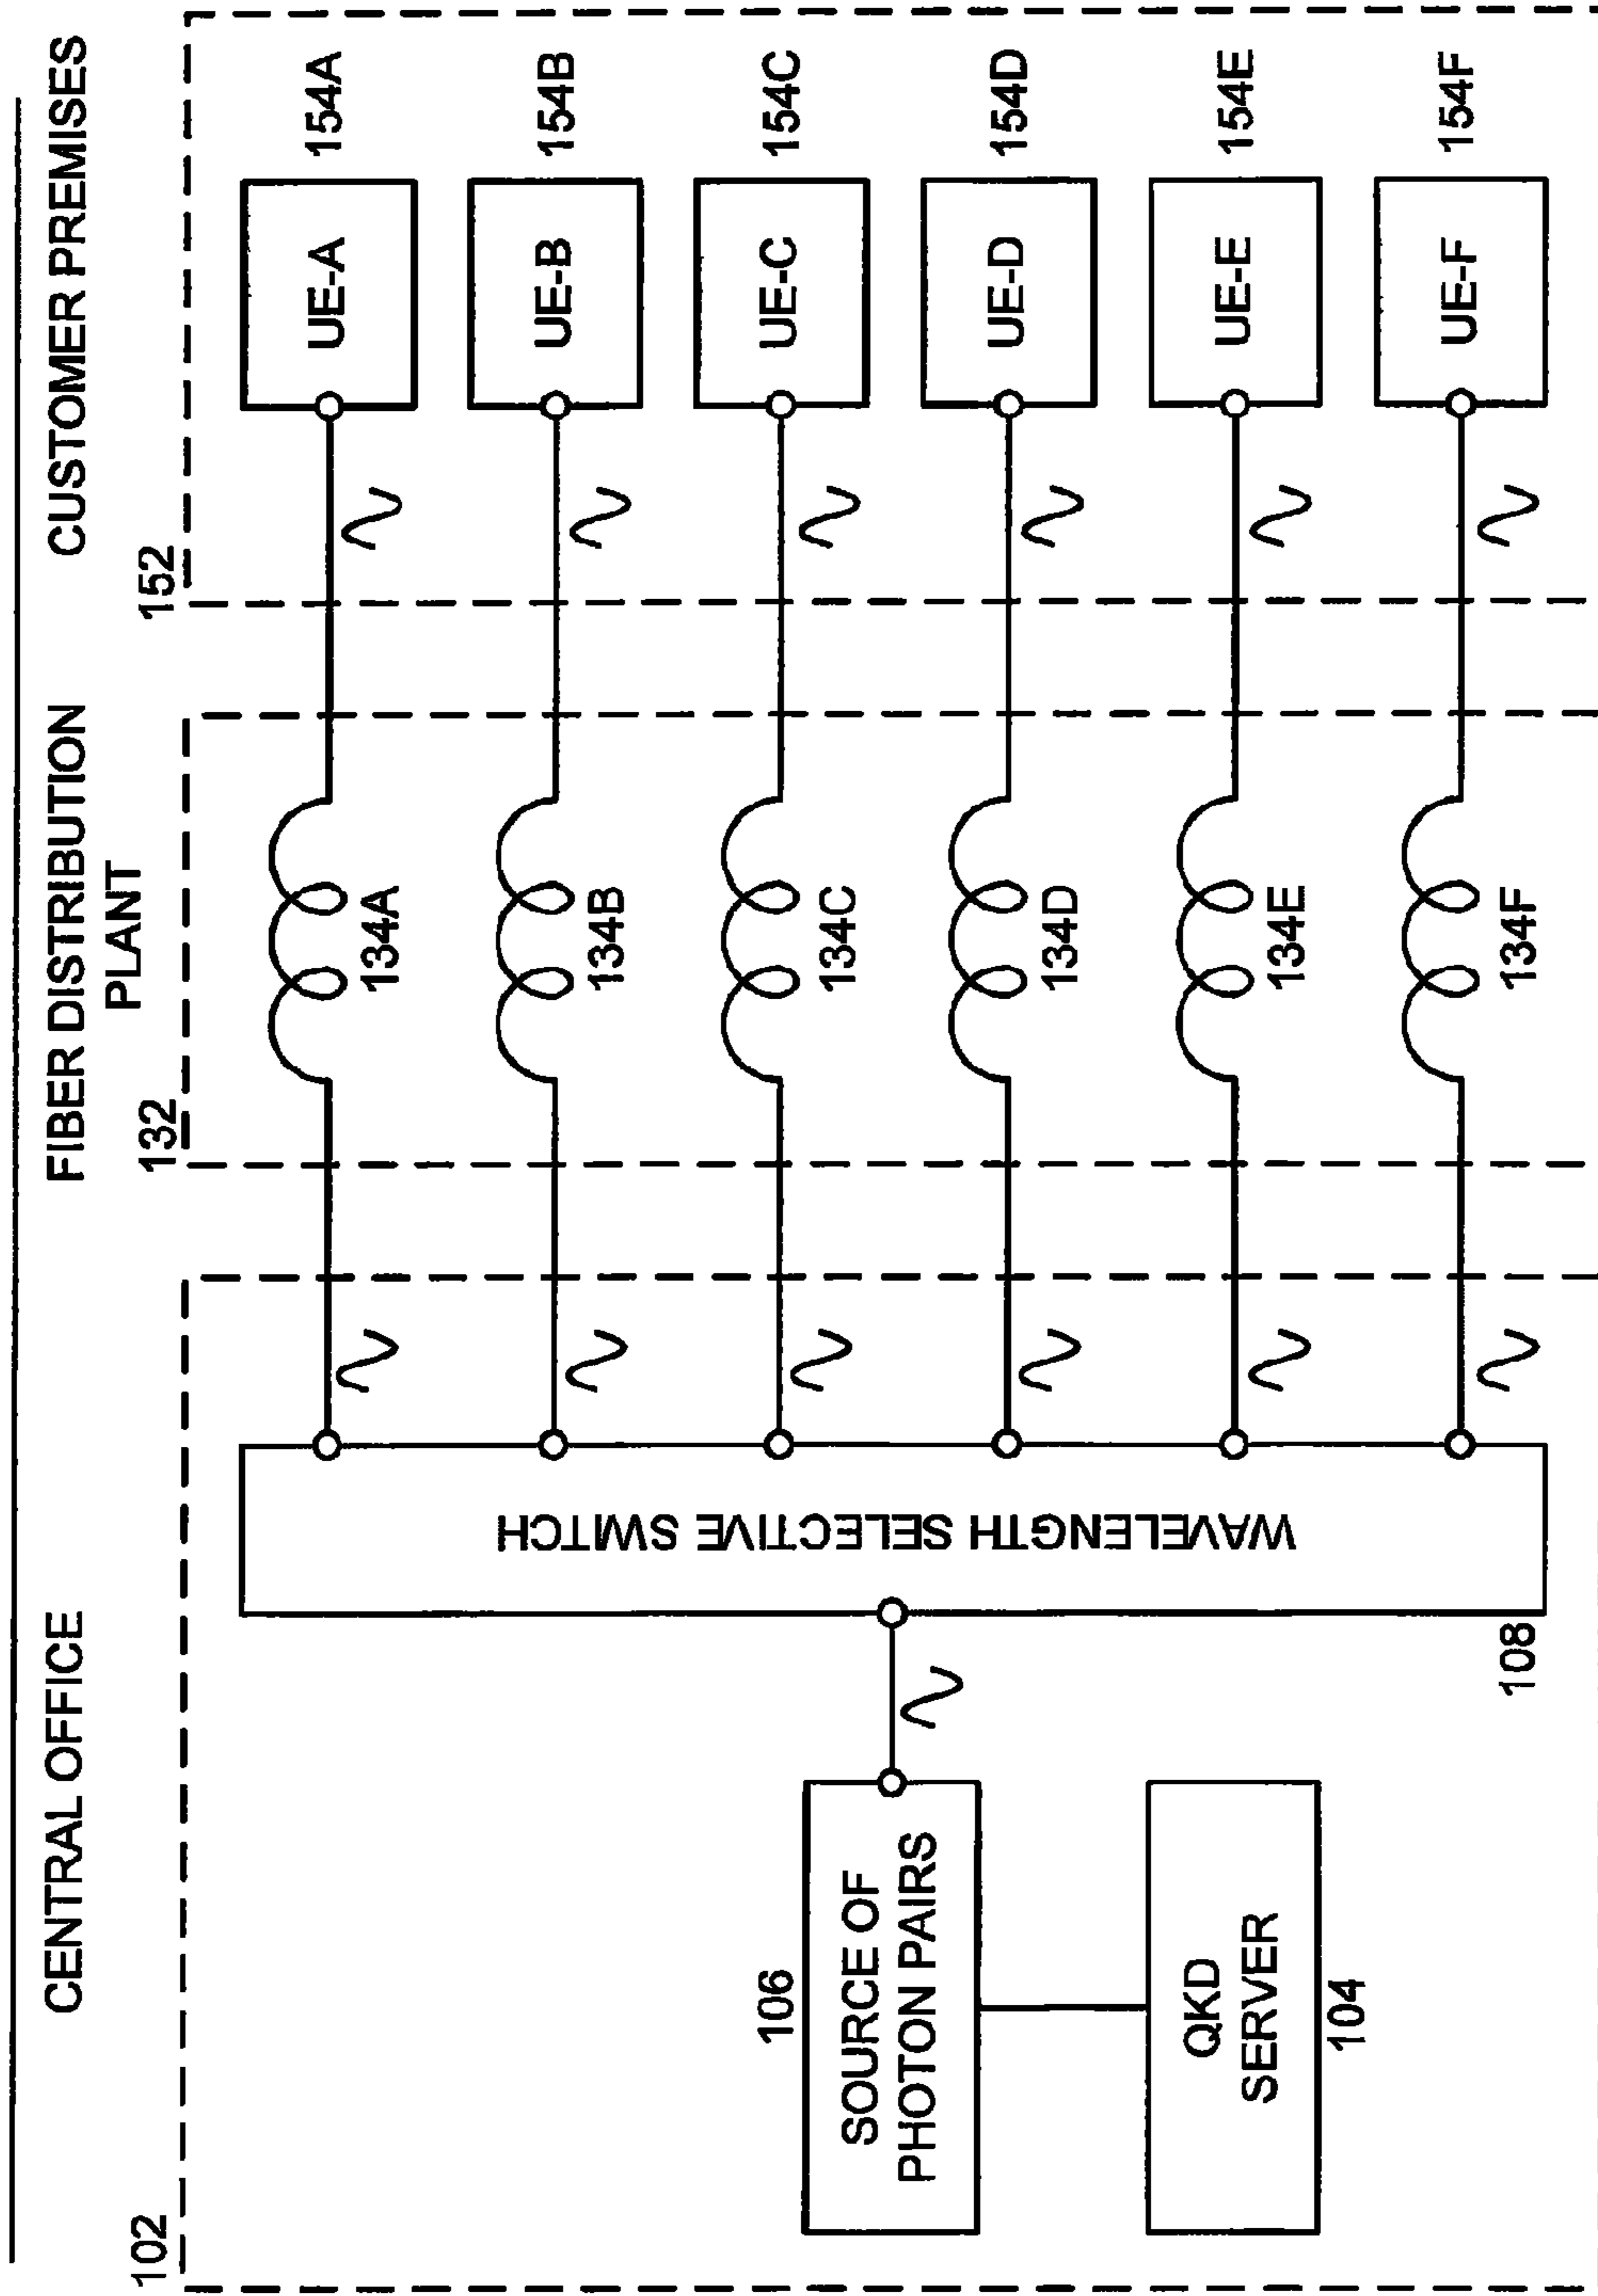 CENTRAL OFFICE
FIBER DISTRIBUTION
PLANT
CUSTOMER PREMISES
102
132
152
106
SOURCE OF
PHOTON PAIRS
QKD
SERVER
104
WAVELENGTH SELECTIVE SWITCH
108
134A
134B
134C
134D
134E
134F
UE-A
154A
UE-B
154B
UE-C
154C
UE-D
154D
UE-E
154E
UE-F
154F